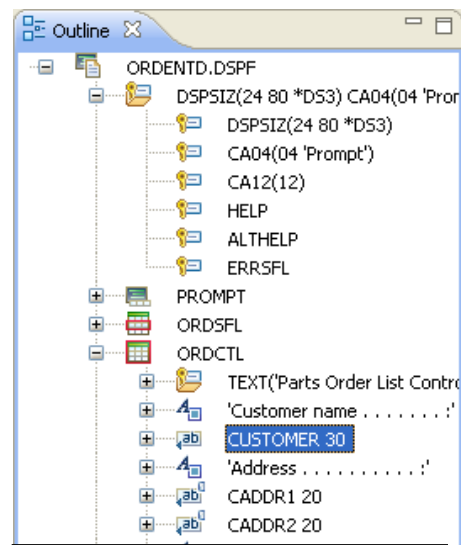 Outline
ORDENTD.DSPF
DSPSIZ(24 80 *DS3) CA04(04 'Pror
DSPSIZ(24 80 *DS3)
CA04(04 'Prompt')
CA12(12)
HELP
ALTHELP
ERRSFL
PROMPT
ORDSFL
ORDCTL
TEXT('Parts Order List Contro
'Customer name . . . . . . . :'
CUSTOMER 30
'Address . . . . . . . . . . . :'
CADDR1 20
CADDR2 20